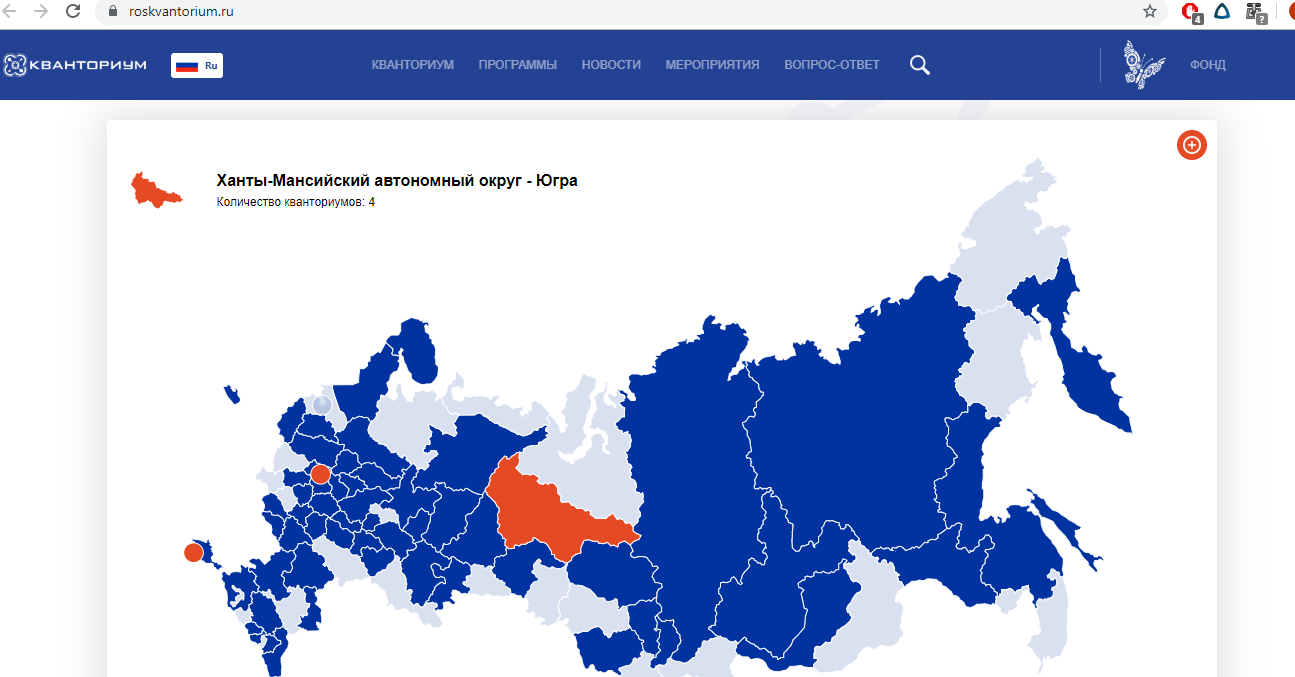 roskvantorium.ru
4
?
КВАНТОРИУМ
Ru
КВАНТОРИУМ ПРОГРАММЫ НОВОСТИ МЕРОПРИЯТИЯ ВОПРОС-ОТВЕТ
ФОНД
Ханты-Мансийский автономный округ - Югра
Количество кванториумов: 4